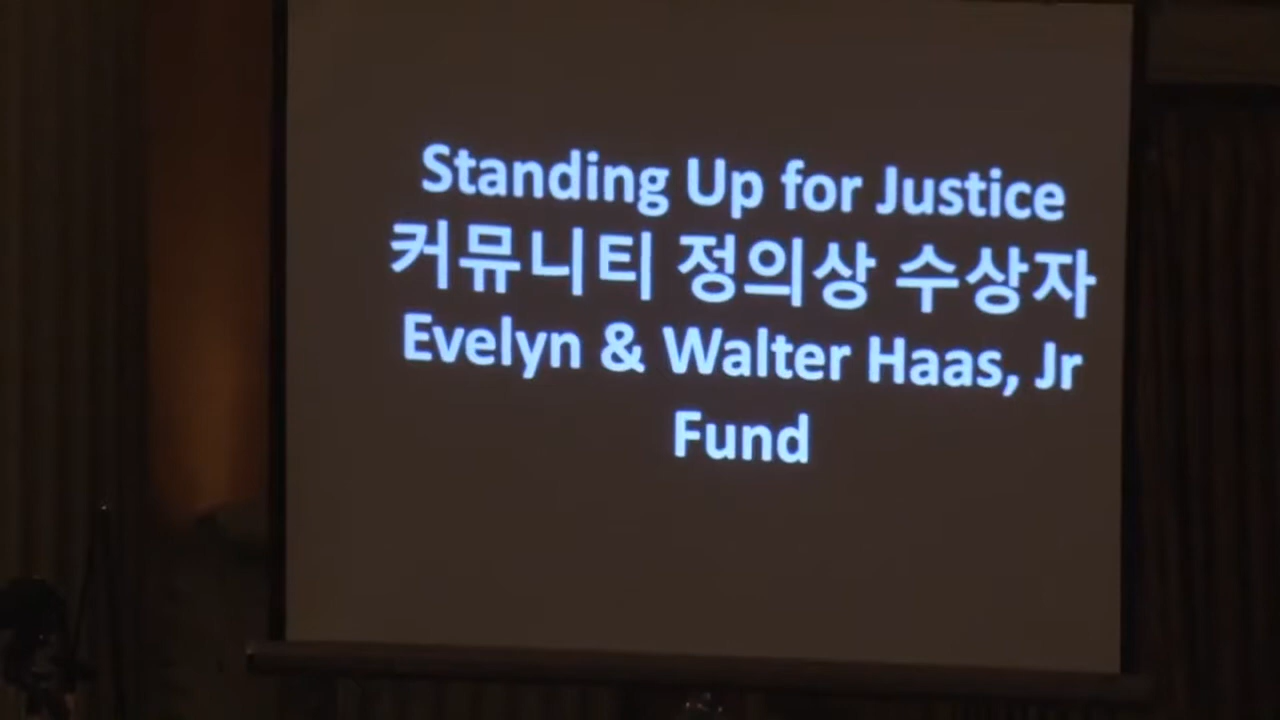 Standing Up for Justice
커뮤니티 정의상 수상자
Evelyn & Walter Haas, Jr
Fund